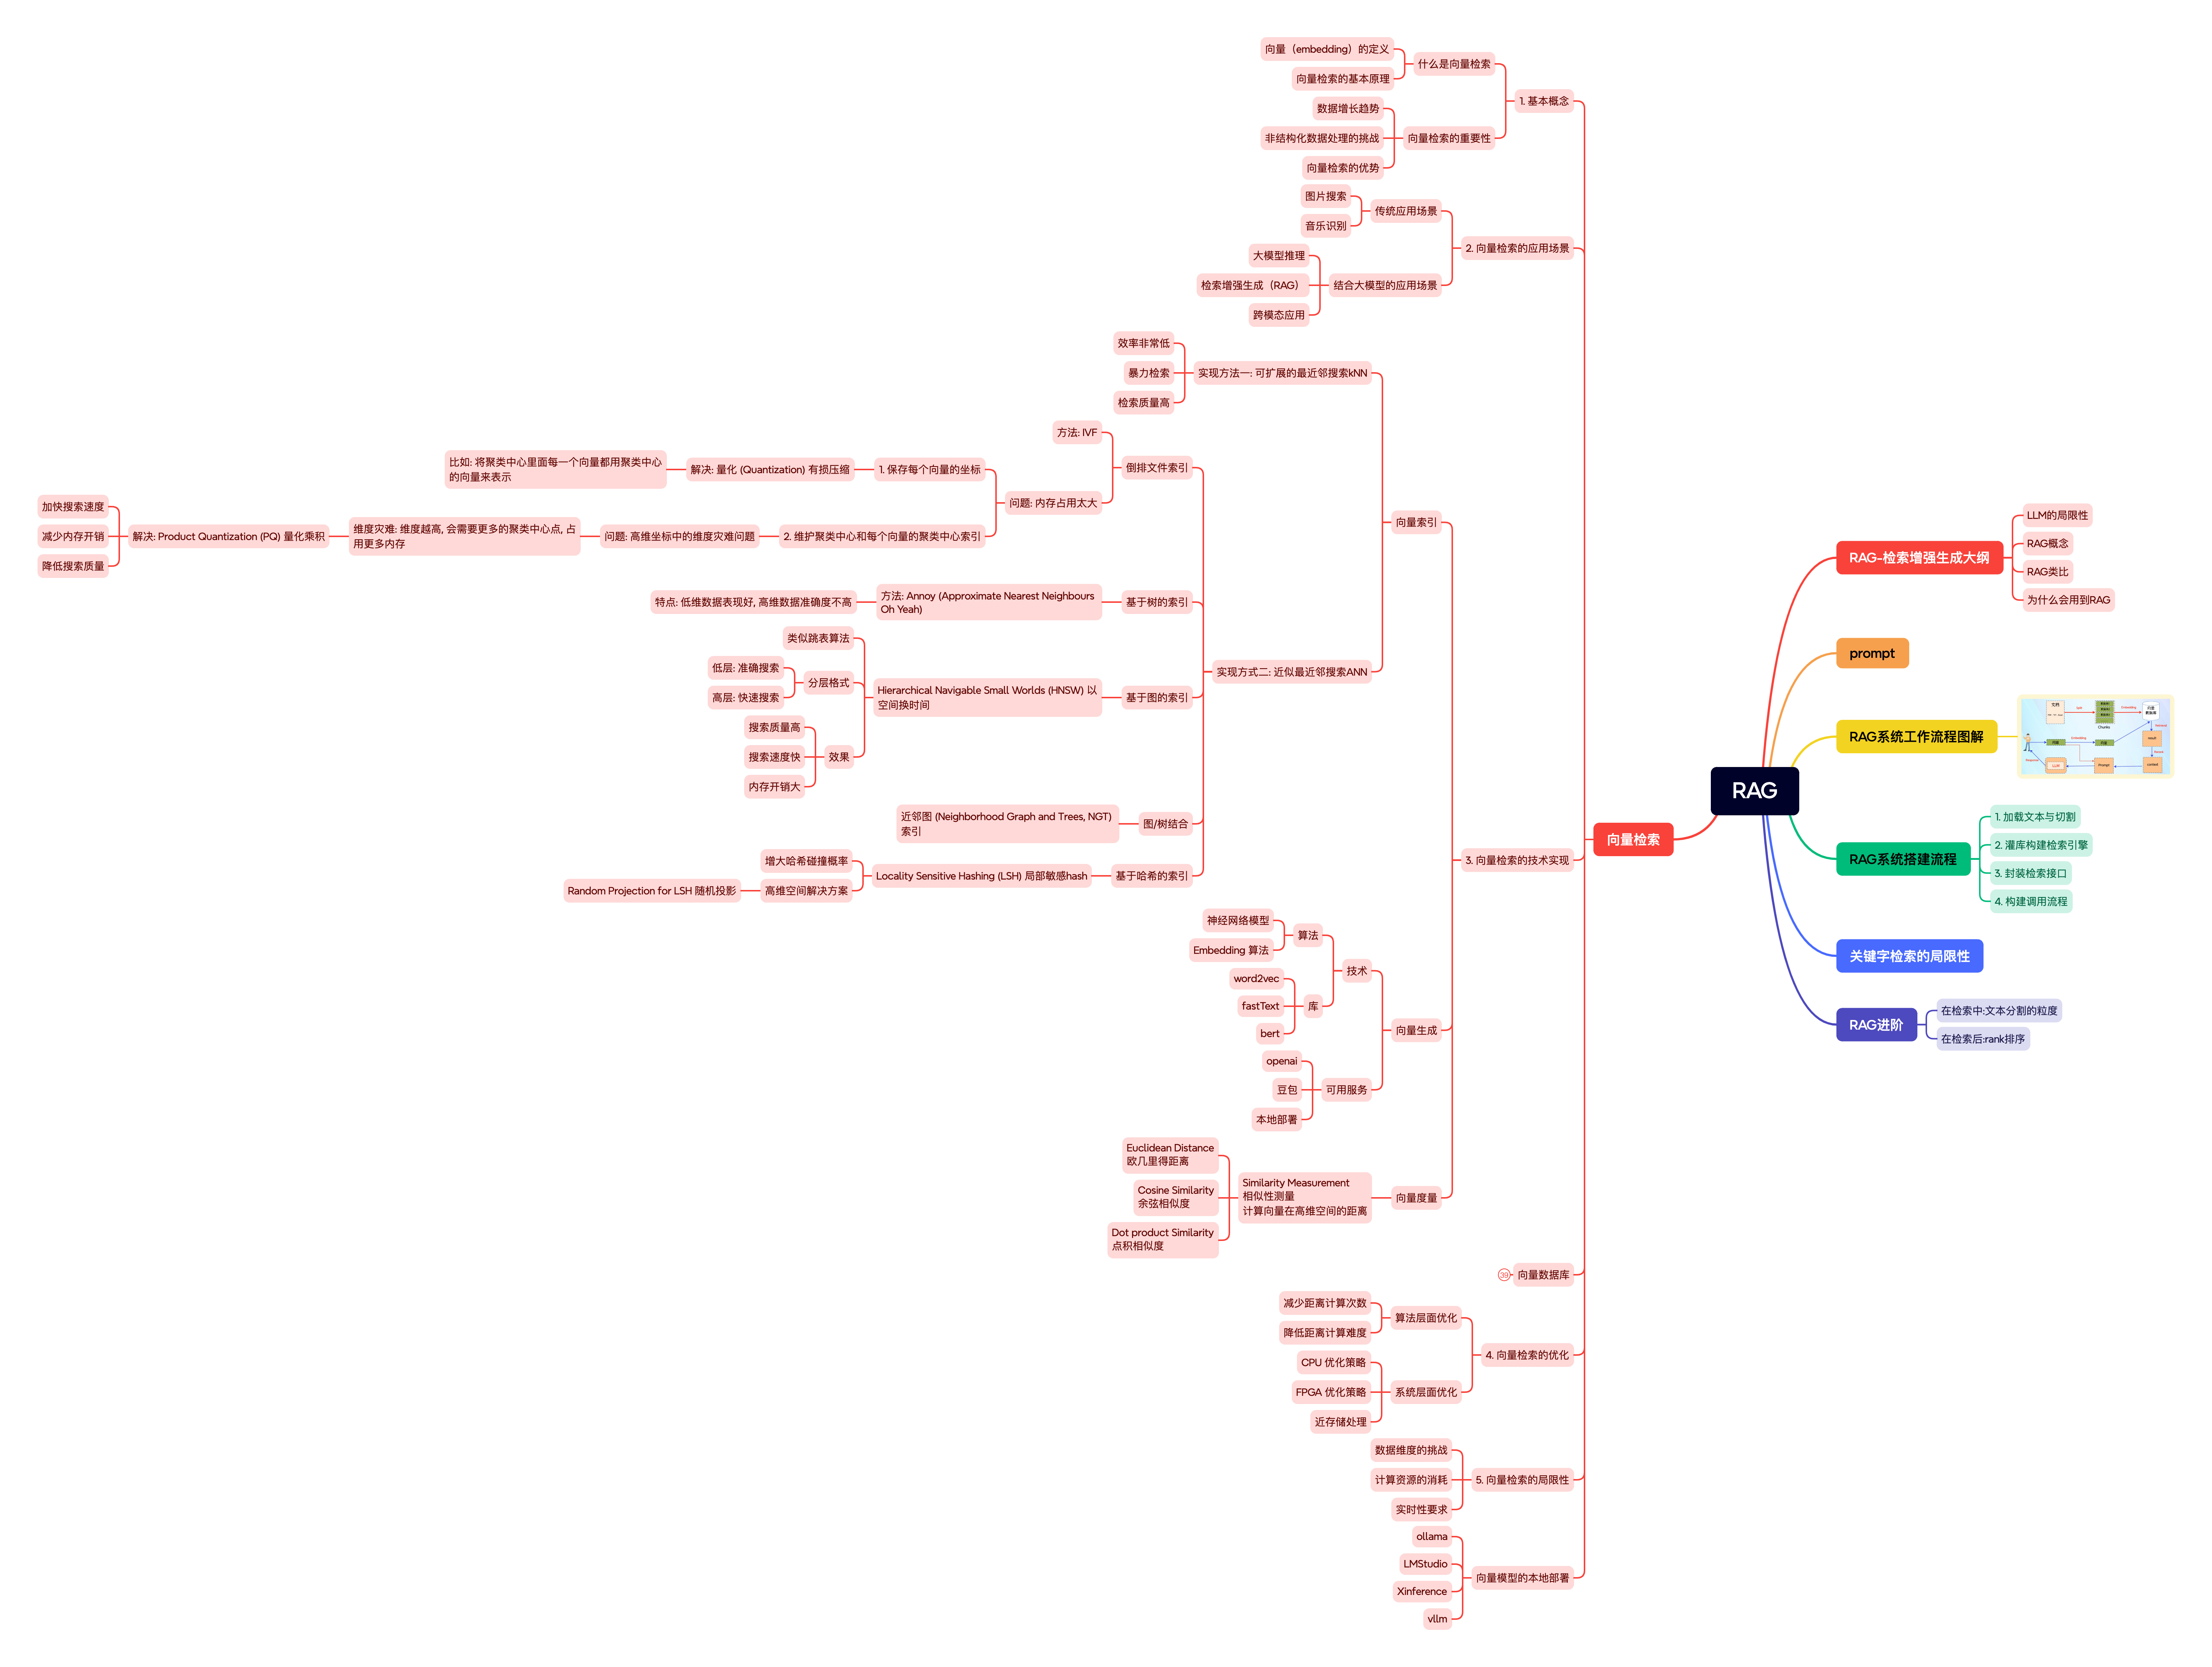 RAG
RAG-检索增强生成大纲
LLM的局限性
RAG概念
RAG类比
为什么会用到RAG
prompt
RAG系统工作流程图解
文档
Chunks
向量
数据库
Embedding
Embedding
result
Prompt
context
LLM
RAG系统搭建流程
1. 加载文本与切割
2. 灌库构建检索引擎
3. 封装检索接口
4. 构建调用流程
关键字检索的局限性
RAG进阶
在检索中:文本分割的粒度
在检索后:rank排序
向量检索
1. 基本概念
什么是向量检索
向量（embedding）的定义
向量检索的基本原理
向量检索的重要性
数据增长趋势
非结构化数据处理的挑战
向量检索的优势
2. 向量检索的应用场景
传统应用场景
图片搜索
音乐识别
结合大模型的应用场景
大模型推理
检索增强生成（RAG）
跨模态应用
3. 向量检索的技术实现
向量索引
实现方法一: 可扩展的最近邻搜索kNN
效率非常低
暴力检索
检索质量高
实现方式二: 近似最近邻搜索ANN
倒排文件索引
方法: IVF
问题: 内存占用太大
1. 保存每个向量的坐标
解决: 量化 (Quantization) 有损压缩
比如: 将聚类中心里面每一个向量都用聚类中心
的向量来表示
2. 维护聚类中心和每个向量的聚类中心索引
问题: 高维坐标中的维度灾难问题
维度灾难: 维度越高, 会需要更多的聚类中心点, 占
用更多内存
解决: Product Quantization (PQ) 量化乘积
加快搜索速度
减少内存开销
降低搜索质量
基于树的索引
方法: Annoy (Approximate Nearest Neighbours
Oh Yeah)
特点: 低维数据表现好, 高维数据准确度不高
基于图的索引
Hierarchical Navigable Small Worlds (HNSW) 以
空间换时间
类似跳表算法
分层格式
低层: 准确搜索
高层: 快速搜索
效果
搜索质量高
搜索速度快
内存开销大
图/树结合
近邻图 (Neighborhood Graph and Trees, NGT)
索引
基于哈希的索引
Locality Sensitive Hashing (LSH) 局部敏感hash
增大哈希碰撞概率
高维空间解决方案
Random Projection for LSH 随机投影
向量生成
技术
算法
神经网络模型
Embedding 算法
库
word2vec
fastText
bert
可用服务
openai
豆包
本地部署
向量度量
Similarity Measurement
相似性测量
计算向量在高维空间的距离
Euclidean Distance
欧几里得距离
Cosine Similarity
余弦相似度
Dot product Similarity
点积相似度
向量数据库
39
4. 向量检索的优化
算法层面优化
减少距离计算次数
降低距离计算难度
系统层面优化
CPU 优化策略
FPGA 优化策略
近存储处理
5. 向量检索的局限性
数据维度的挑战
计算资源的消耗
实时性要求
向量模型的本地部署
ollama
LMStudio
Xinference
vllm